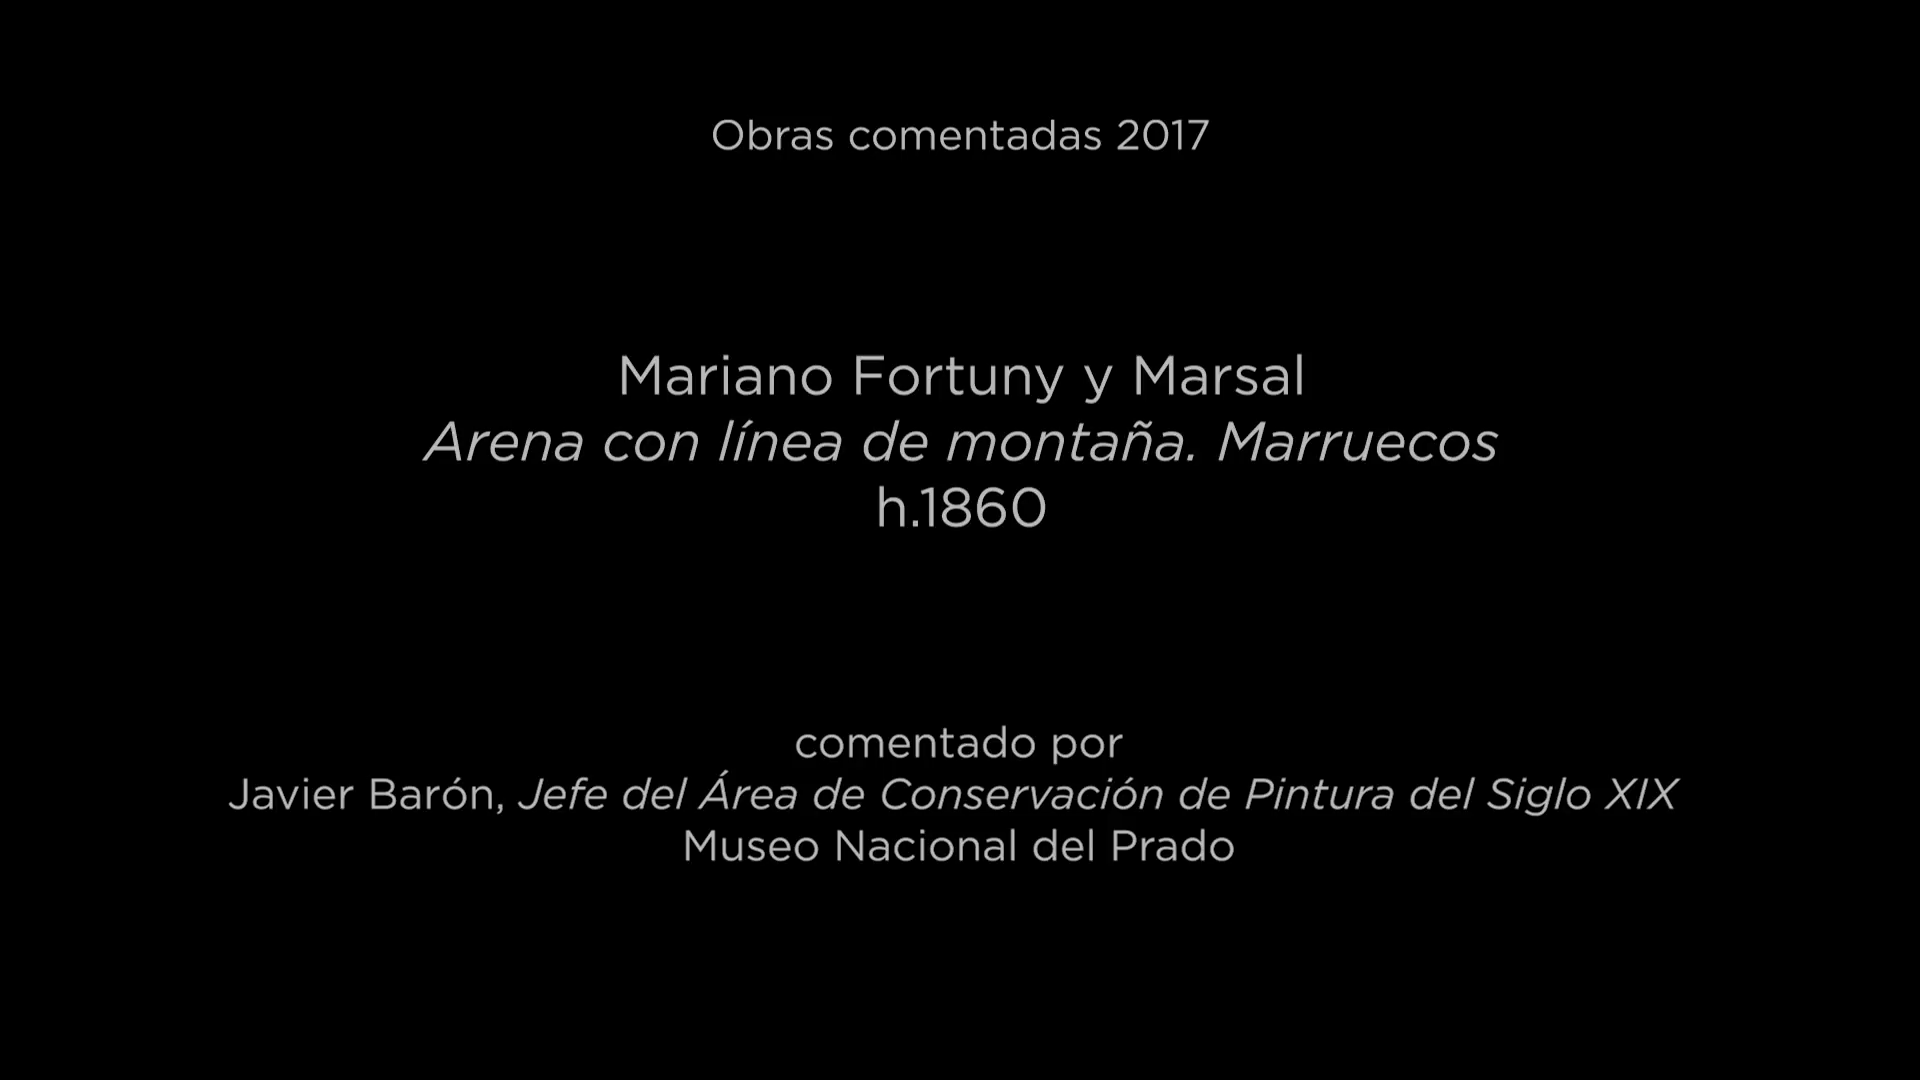 Obras comentadas 2017
Mariano Fortuny y Marsal
Arena con línea de montaña. Marruecos
h.1860
comentado por
Javier Barón, Jefe del Área de Conservación de Pintura del Siglo XIX
Museo Nacional del Prado